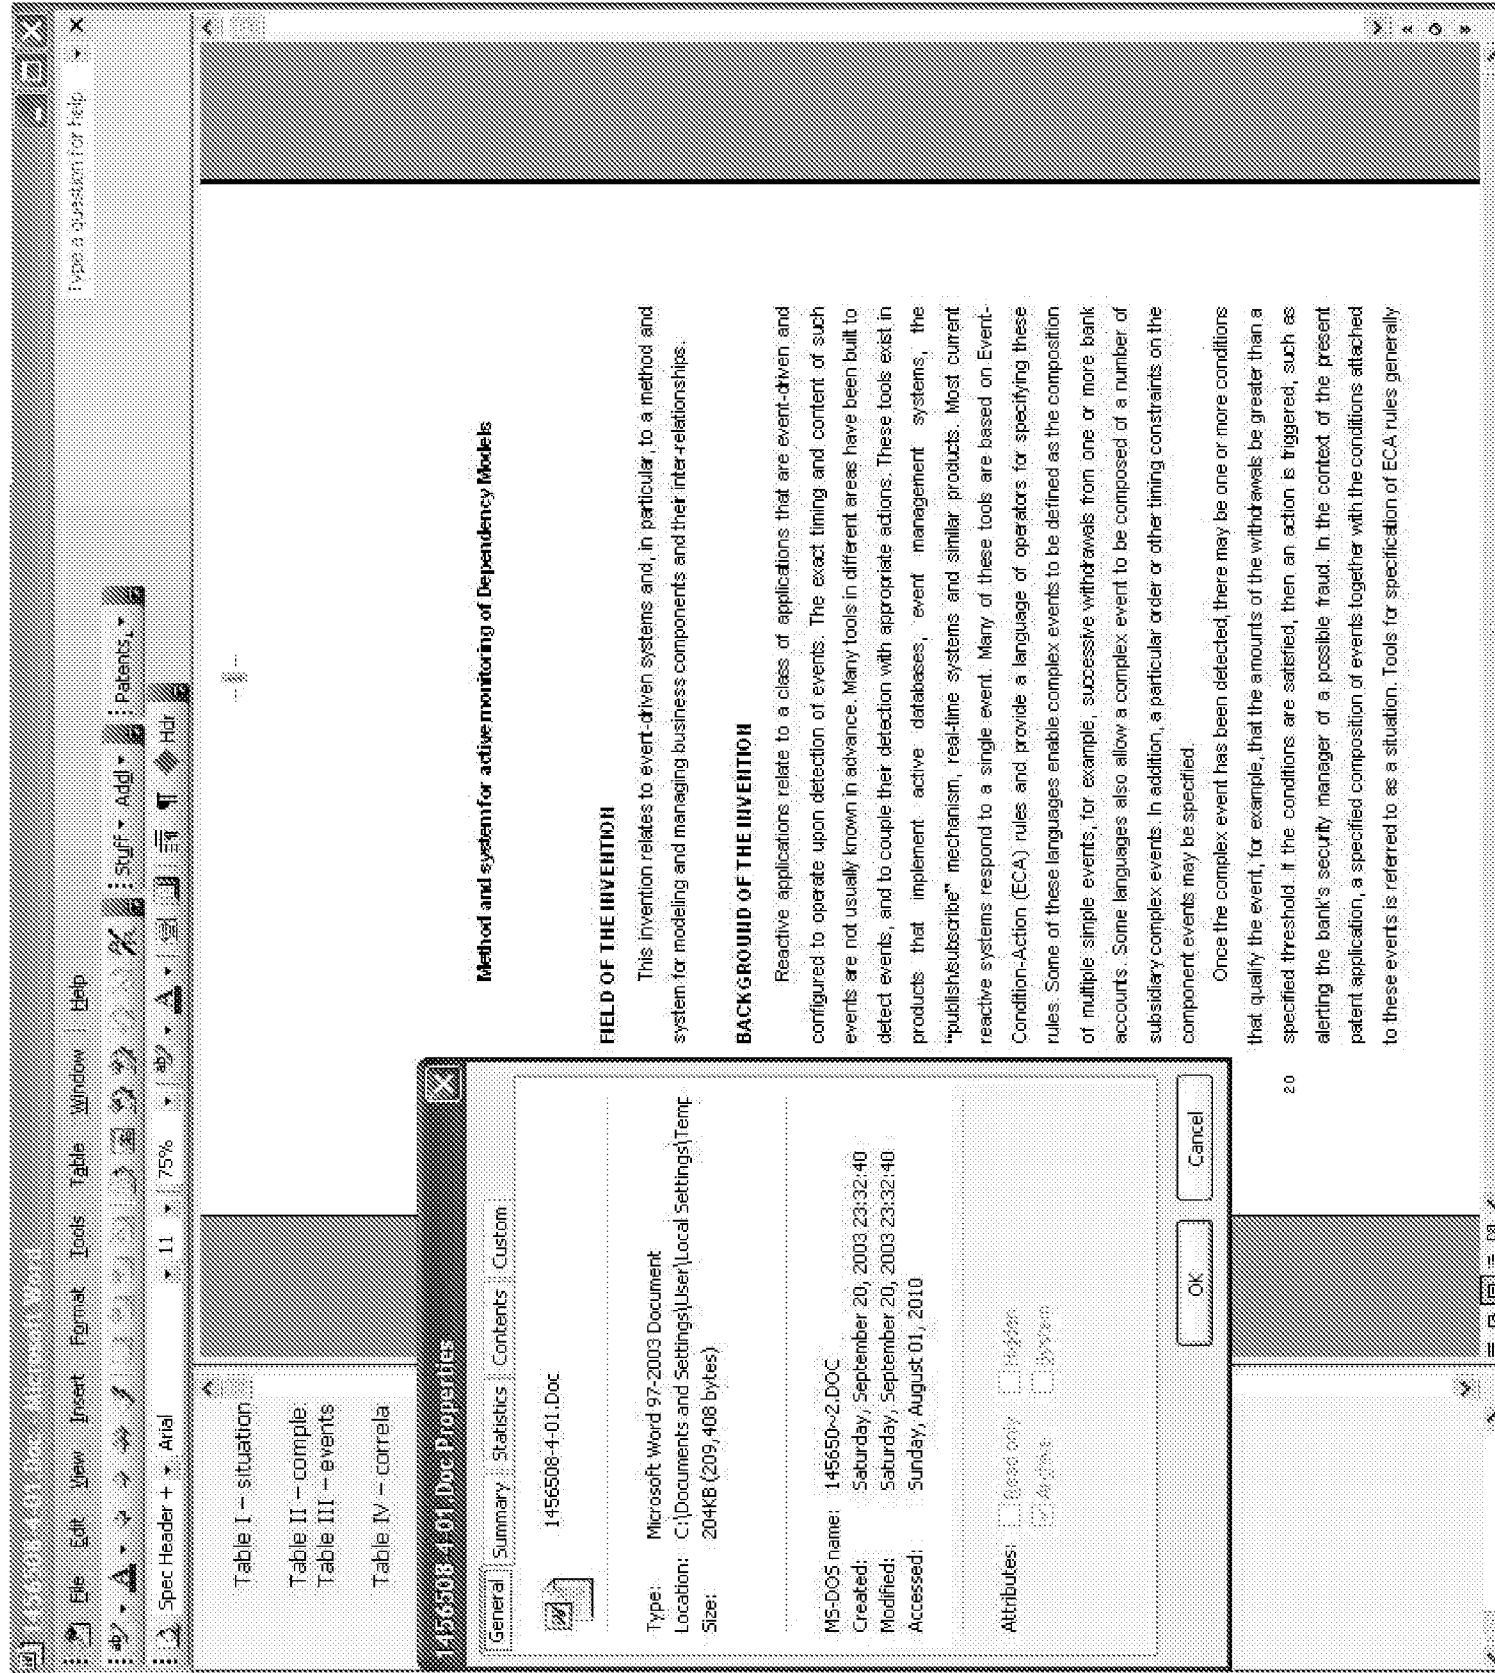 Type a question for help
File Edit View Insert Format Tools Table Window Help
Stuff Addl Patents
Spec Header + Arial 11 75% Hdr
Table I – situation
Table II – comple
Table III – events
Table IV – correla
1456508-4-01.Doc Properties
General Summary Statistics Contents Custom
1456508-4-01.Doc
Type: Microsoft Word 97-2003 Document
Location: C:\Documents and Settings\User\Local Settings\Temp
Size: 204KB (209,408 bytes)
MS-DOS name: 145650~2.DOC
Created: Saturday, September 20, 2003 23:32:40
Modified: Saturday, September 20, 2003 23:32:40
Accessed: Sunday, August 01, 2010
Attributes: Read only Hidden
Archive System
OK Cancel
Method and system for active monitoring of Dependency Models
FIELD OF THE INVENTION
This invention relates to event-driven systems and, in particular, to a method and
system for modeling and managing business components and their inter-relationships.
BACKGROUND OF THE INVENTION
Reactive applications relate to a class of applications that are event-driven and
configured to operate upon detection of events. The exact timing and content of such
events are not usually known in advance. Many tools in different areas have been built to
detect events, and to couple their detection with appropriate actions. These tools exist in
products that implement active databases, event management systems, the
"publish/subscribe" mechanism, real-time systems and similar products. Most current
reactive systems respond to a single event. Many of these tools are based on Event-
Condition-Action (ECA) rules and provide a language of operators for specifying these
rules. Some of these languages enable complex events to be defined as the composition
of multiple simple events, for example, successive withdrawals from one or more bank
accounts. Some languages also allow a complex event to be composed of a number of
subsidiary complex events. In addition, a particular order or other timing constraints on the
component events may be specified.
Once the complex event has been detected, there may be one or more conditions
that qualify the event, for example, that the amounts of the withdrawals be greater than a
20 specified threshold. If the conditions are satisfied, then an action is triggered, such as
alerting the bank's security manager of a possible fraud. In the context of the present
patent application, a specified composition of events together with the conditions attached
to these events is referred to as a situation. Tools for specification of ECA rules generally